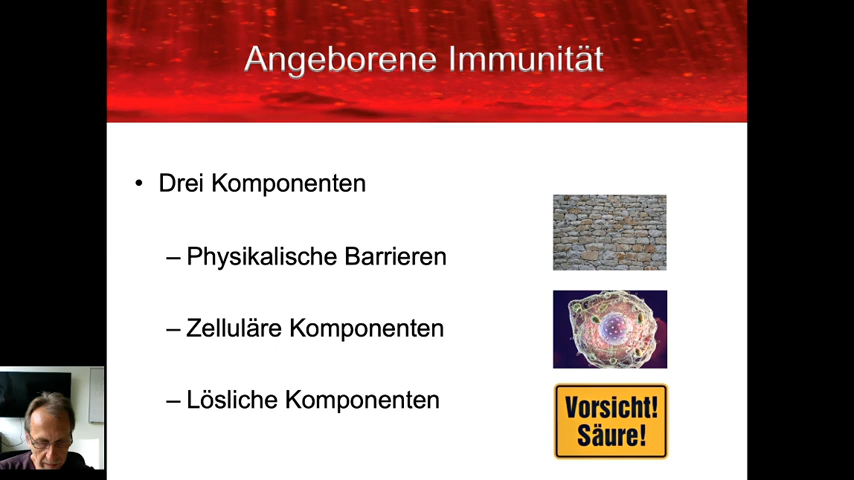 Angeborene Immunität
• Drei Komponenten
– Physikalische Barrieren
– Zelluläre Komponenten
– Lösliche Komponenten
Vorsicht!
Säure!